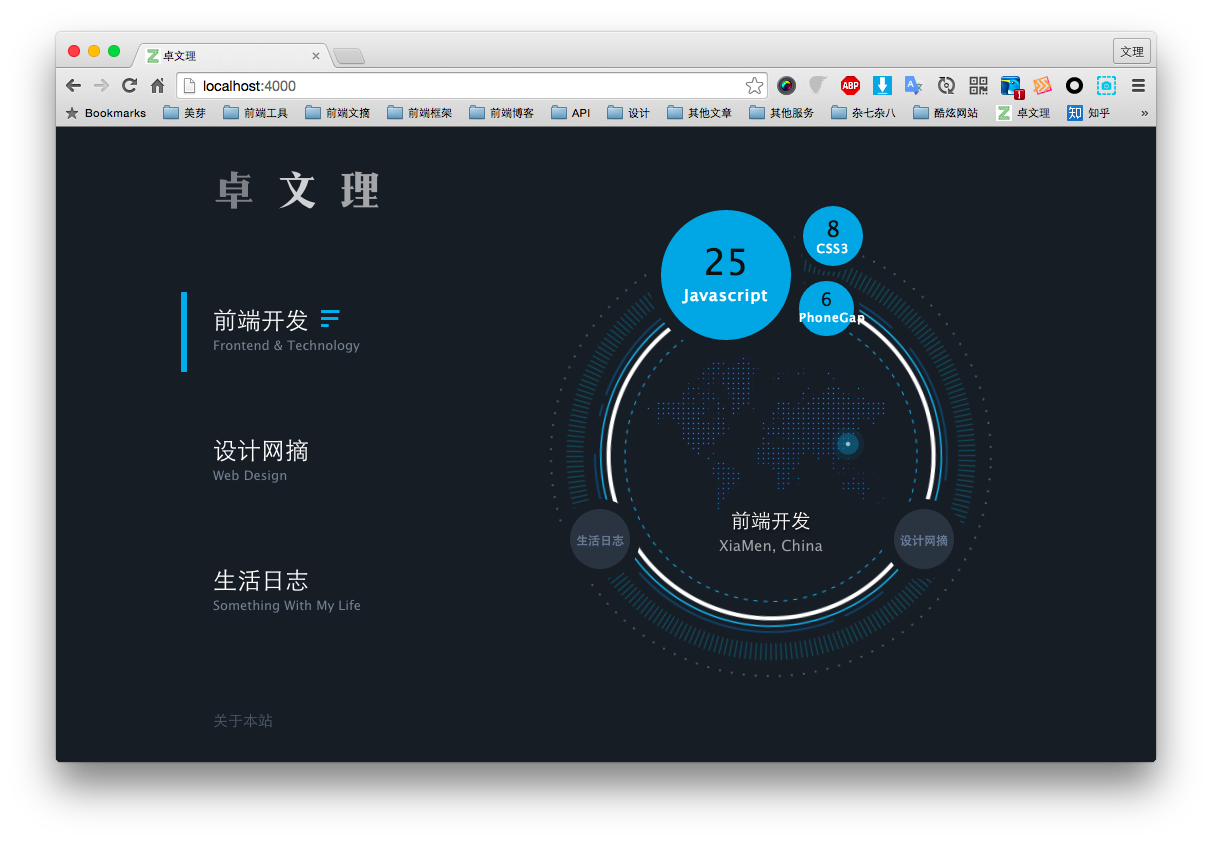 卓文理
文理
localhost:4000
ABP
1
Bookmarks 美芽 前端工具 前端文摘 前端框架 前端博客 API 设计 其他文章 其他服务 杂七杂八 酷炫网站 卓文理 知 知乎 »
卓 文 理
前端开发
Frontend & Technology
设计网摘
Web Design
生活日志
Something With My Life
关于本站
25
Javascript
8
CSS3
6
PhoneGap
前端开发
XiaMen, China
生活日志
设计网摘